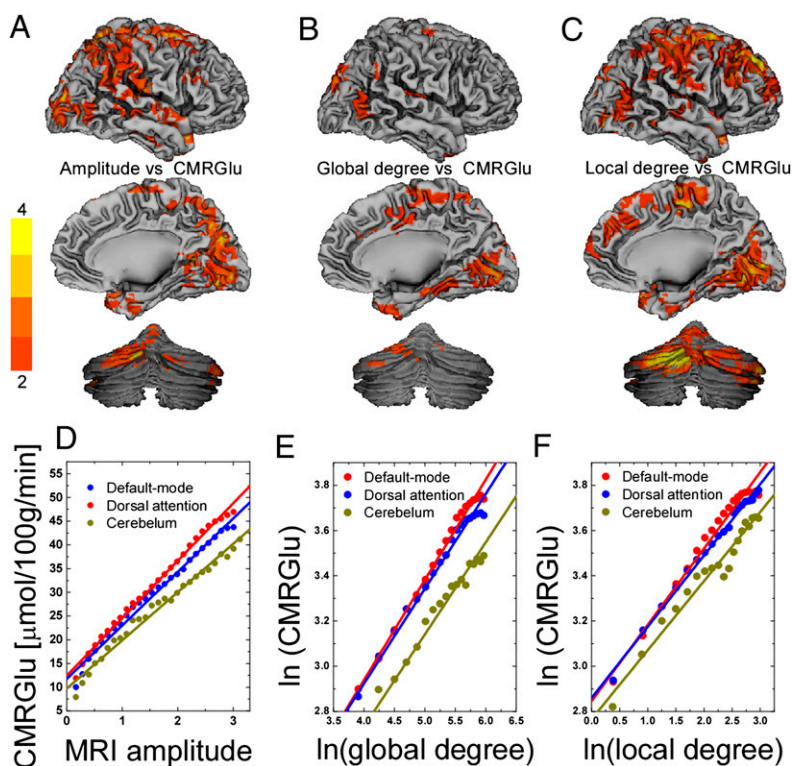 A
B
C
Amplitude vs CMRGlu
Global degree vs CMRGlu
Local degree vs CMRGlu
4
2
D
E
F
CMRGlu [µmol/100g/min]
55
50
45
40
35
30
25
20
15
10
5
Default-mode
Dorsal attention
Cerebelum
0
1
2
3
MRI amplitude
ln (CMRGlu)
3.8
3.6
3.4
3.2
3.0
2.8
Default-mode
Dorsal attention
Cerebelum
3.5
4.0
4.5
5.0
5.5
6.0
6.5
ln(global degree)
ln (CMRGlu)
3.8
3.6
3.4
3.2
3.0
2.8
Default-mode
Dorsal attention
Cerebelum
0.0
0.5
1.0
1.5
2.0
2.5
3.0
ln(local degree)